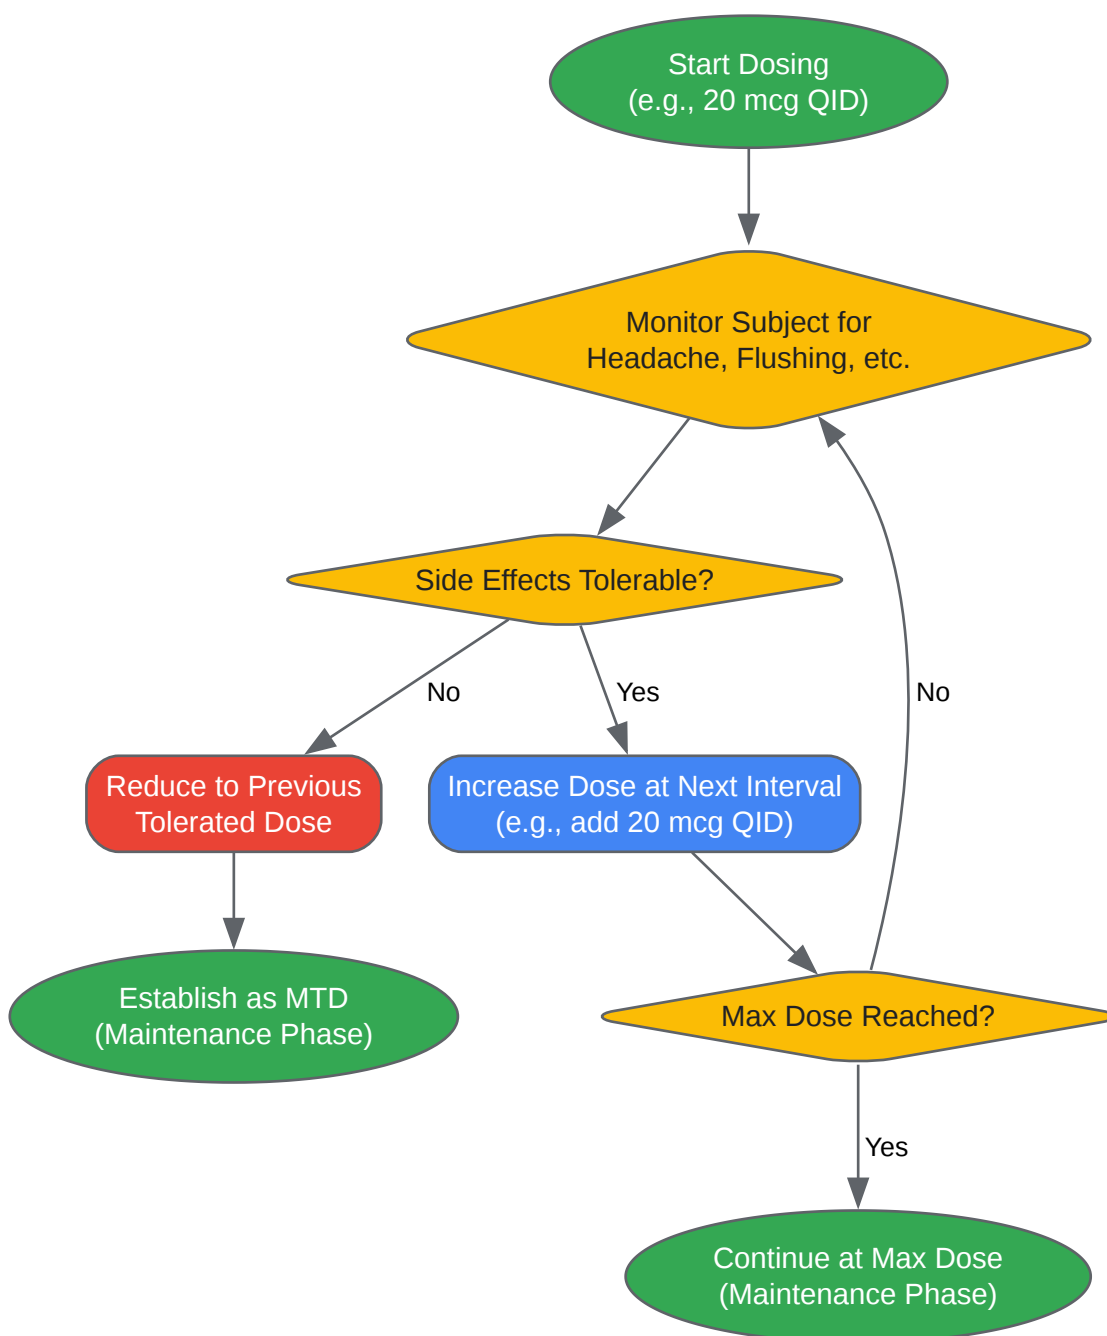 Start Dosing
(e.g., 20 mcg QID)
Monitor Subject for
Headache, Flushing, etc.
Side Effects Tolerable?
No
Yes
No
Reduce to Previous
Tolerated Dose
Increase Dose at Next Interval
(e.g., add 20 mcg QID)
Establish as MTD
(Maintenance Phase)
Max Dose Reached?
Yes
Continue at Max Dose
(Maintenance Phase)